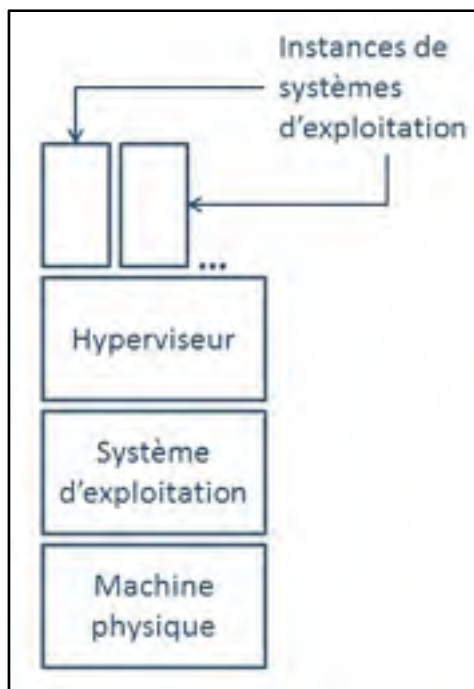 Instances de
systèmes
d'exploitation
...
Hyperviseur
Système
d'exploitation
Machine
physique